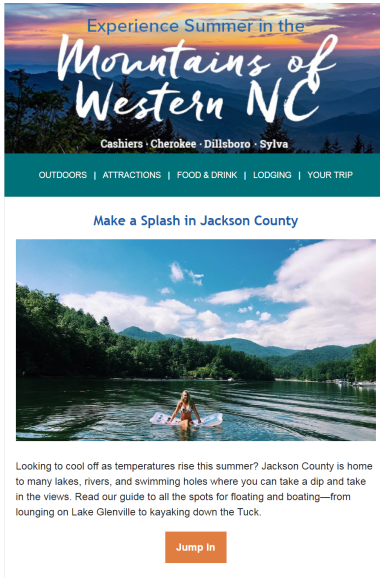 Experience Summer in the
Mountains of
Western NC
Cashiers · Cherokee · Dillsboro · Sylva
OUTDOORS | ATTRACTIONS | FOOD & DRINK | LODGING | YOUR TRIP
Make a Splash in Jackson County
Looking to cool off as temperatures rise this summer? Jackson County is home
to many lakes, rivers, and swimming holes where you can take a dip and take
in the views. Read our guide to all the spots for floating and boating—from
lounging on Lake Glenville to kayaking down the Tuck.
Jump In